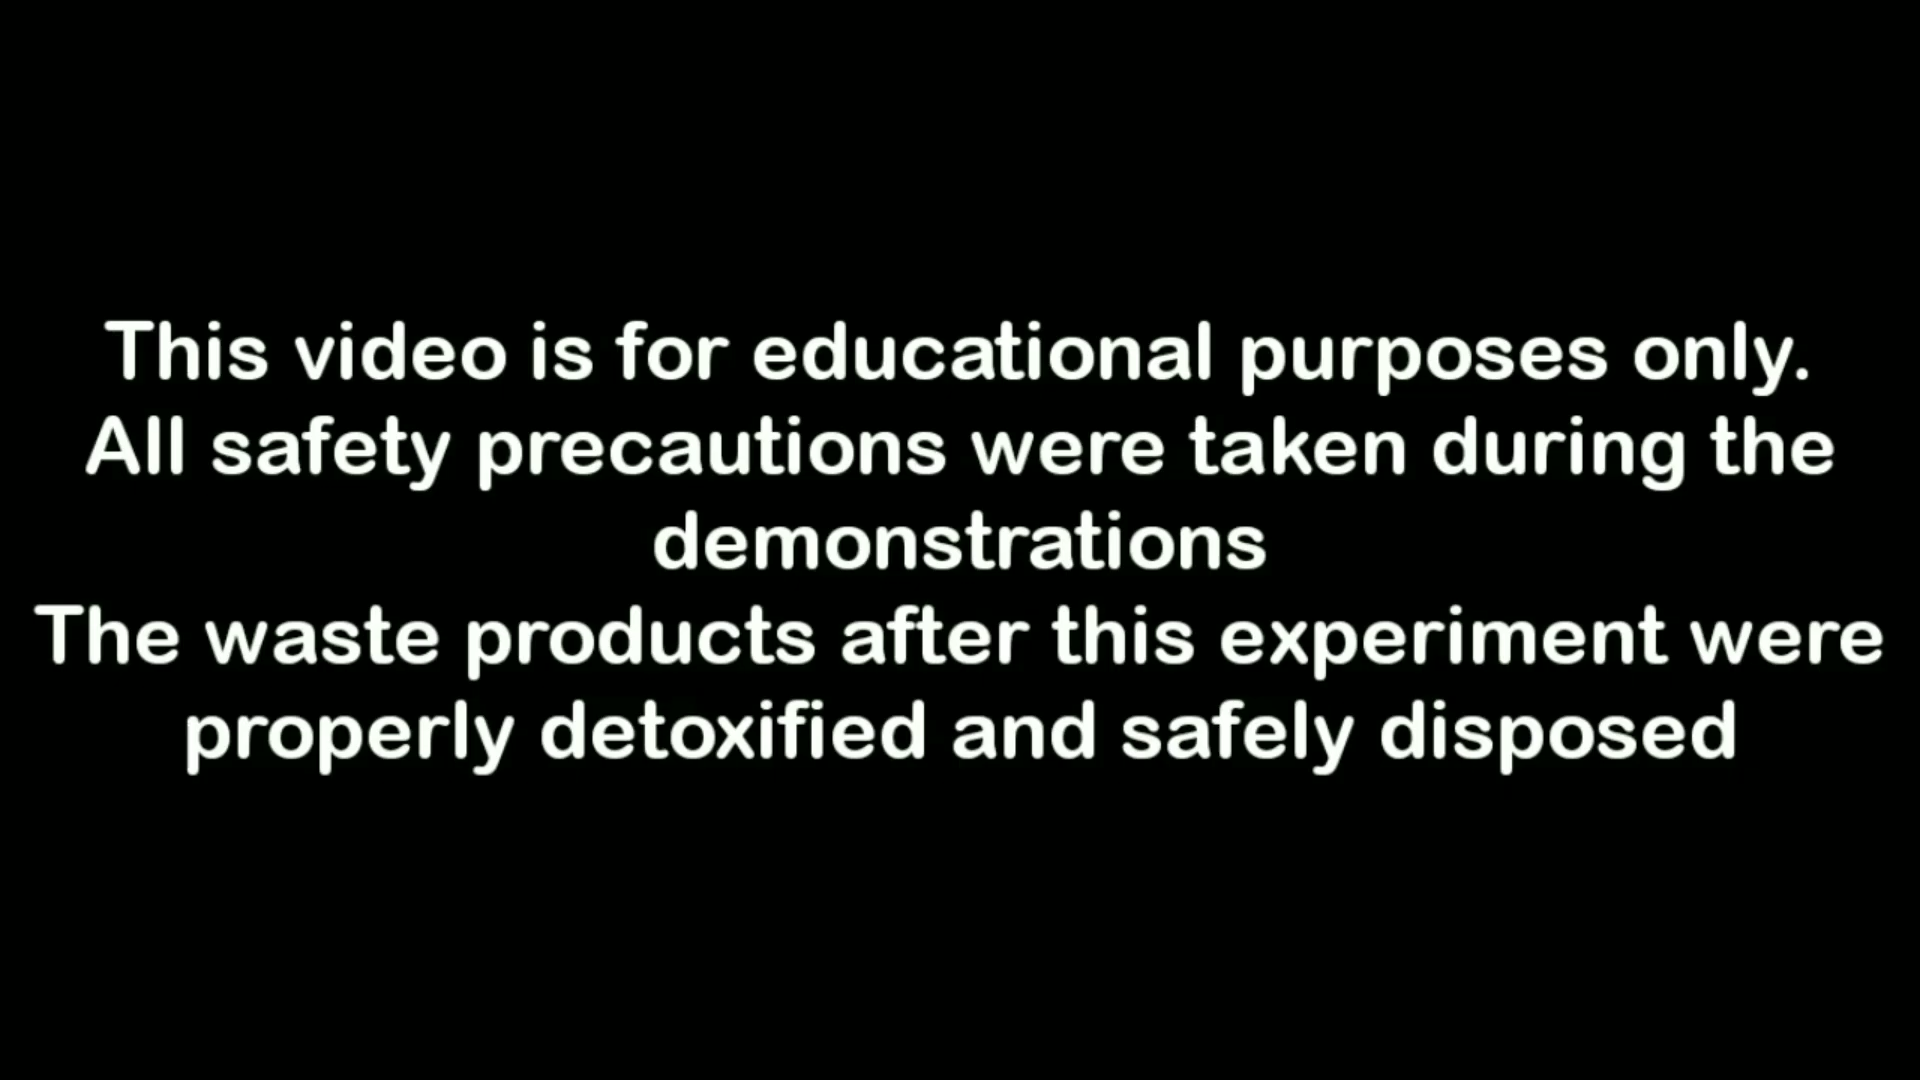 This video is for educational purposes only.
All safety precautions were taken during the
demonstrations
The waste products after this experiment were
properly detoxified and safely disposed